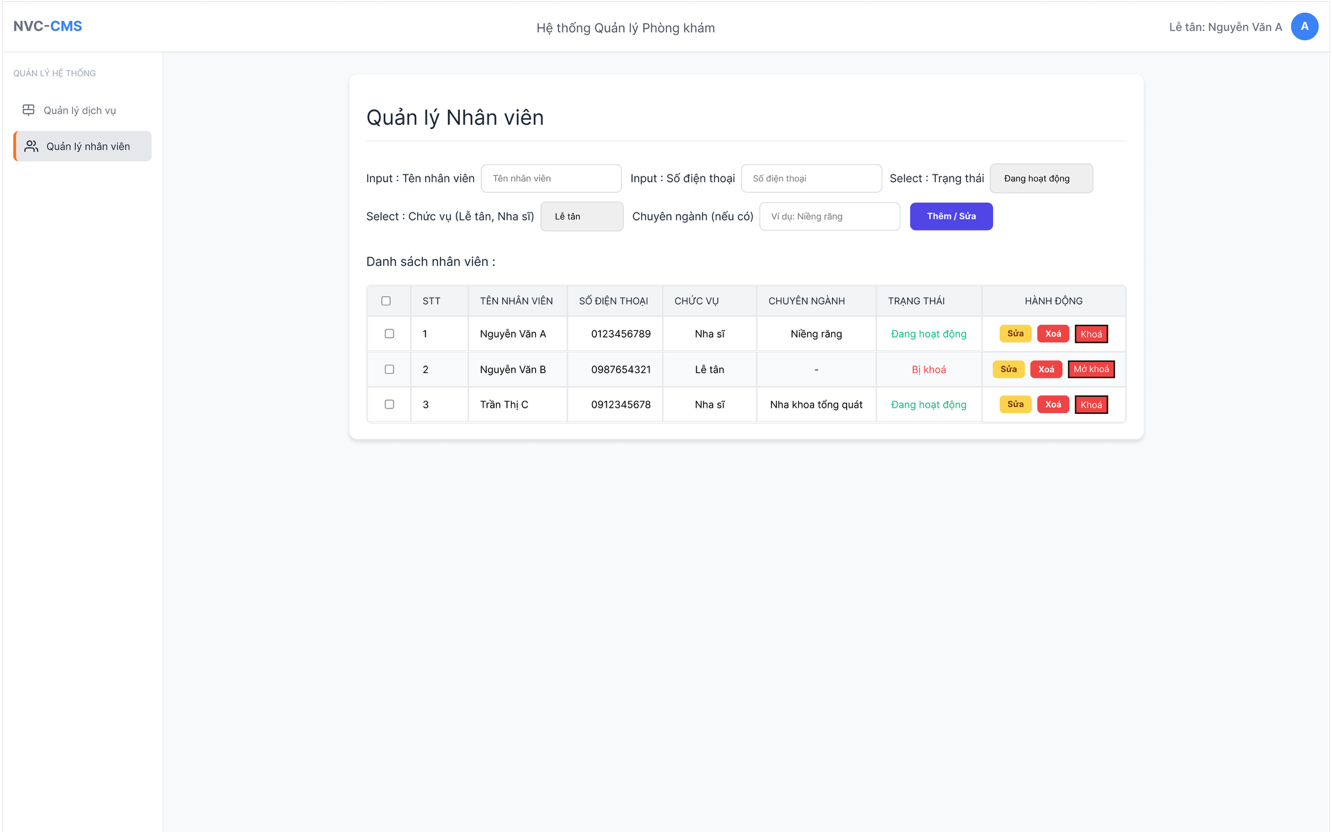 NVC-CMS
Hệ thống Quản lý Phòng khám
Lễ tân: Nguyễn Văn A
A
QUẢN LÝ HỆ THỐNG
Quản lý dịch vụ
Quản lý nhân viên
Quản lý Nhân viên
Input : Tên nhân viên Tên nhân viên Input : Số điện thoại Số điện thoại Select : Trạng thái Đang hoạt động
Select : Chức vụ (Lễ tân, Nha sĩ) Lễ tân Chuyên ngành (nếu có) Ví dụ: Niềng răng Thêm / Sửa
Danh sách nhân viên :
STT TÊN NHÂN VIÊN SỐ ĐIỆN THOẠI CHỨC VỤ CHUYÊN NGÀNH TRẠNG THÁI HÀNH ĐỘNG
1 Nguyễn Văn A 0123456789 Nha sĩ Niềng răng Đang hoạt động Sửa Xoá Khoá
2 Nguyễn Văn B 0987654321 Lễ tân - Bị khoá Sửa Xoá Mở khoá
3 Trần Thị C 0912345678 Nha sĩ Nha khoa tổng quát Đang hoạt động Sửa Xoá Khoá